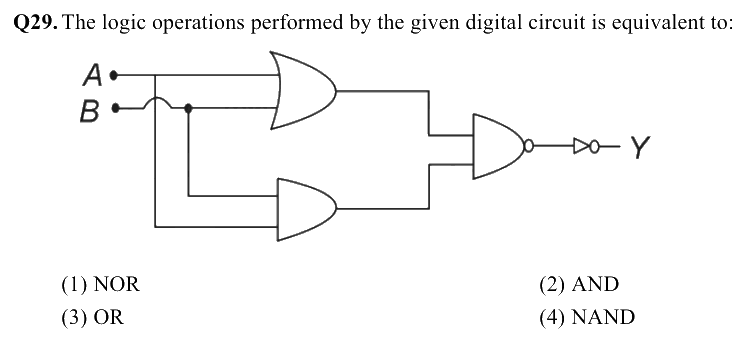 Q29. The logic operations performed by the given digital circuit is equivalent to:
A
B
Y
(1) NOR
(2) AND
(3) OR
(4) NAND